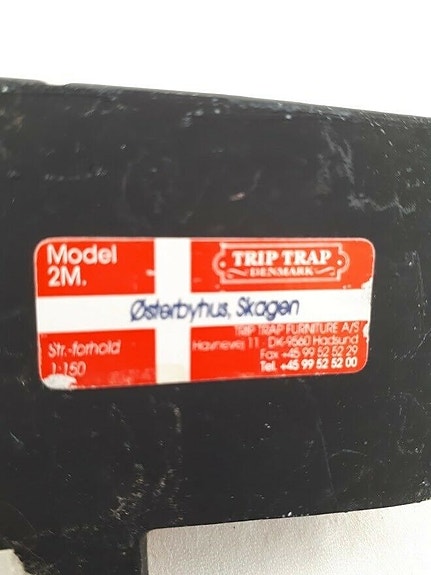 Model
2M.
TRIP TRAP
DENMARK
Østerbyhus, Skagen
Str.-forhold
1:150
TRIP TRAP FURNITURE A/S
Havnevej 11 . DK-9560 Hadsund
Fax +45 99 52 52 29
Tel. +45 99 52 52 00